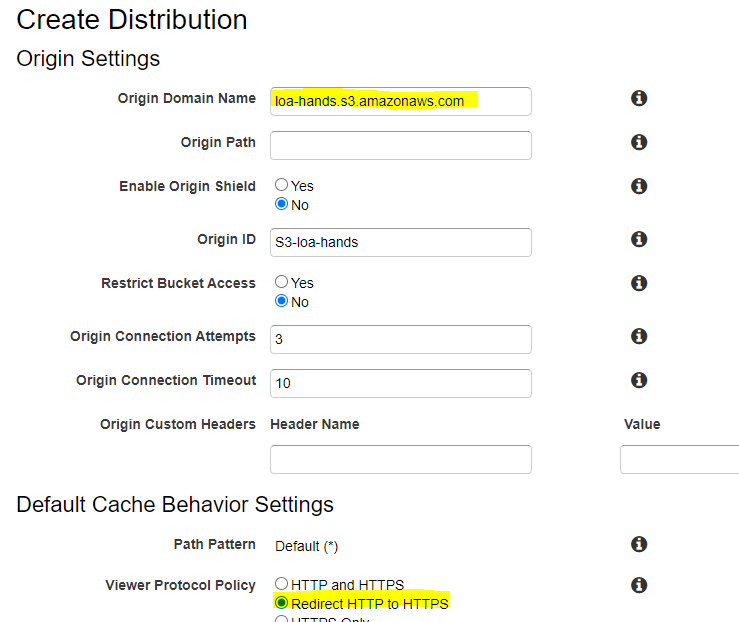 Create Distribution
Origin Settings
Origin Domain Name loa-hands.s3.amazonaws.com
Origin Path
Enable Origin Shield Yes
No
Origin ID S3-loa-hands
Restrict Bucket Access Yes
No
Origin Connection Attempts 3
Origin Connection Timeout 10
Origin Custom Headers Header Name Value
Default Cache Behavior Settings
Path Pattern Default (*)
Viewer Protocol Policy HTTP and HTTPS
Redirect HTTP to HTTPS
HTTPS Only